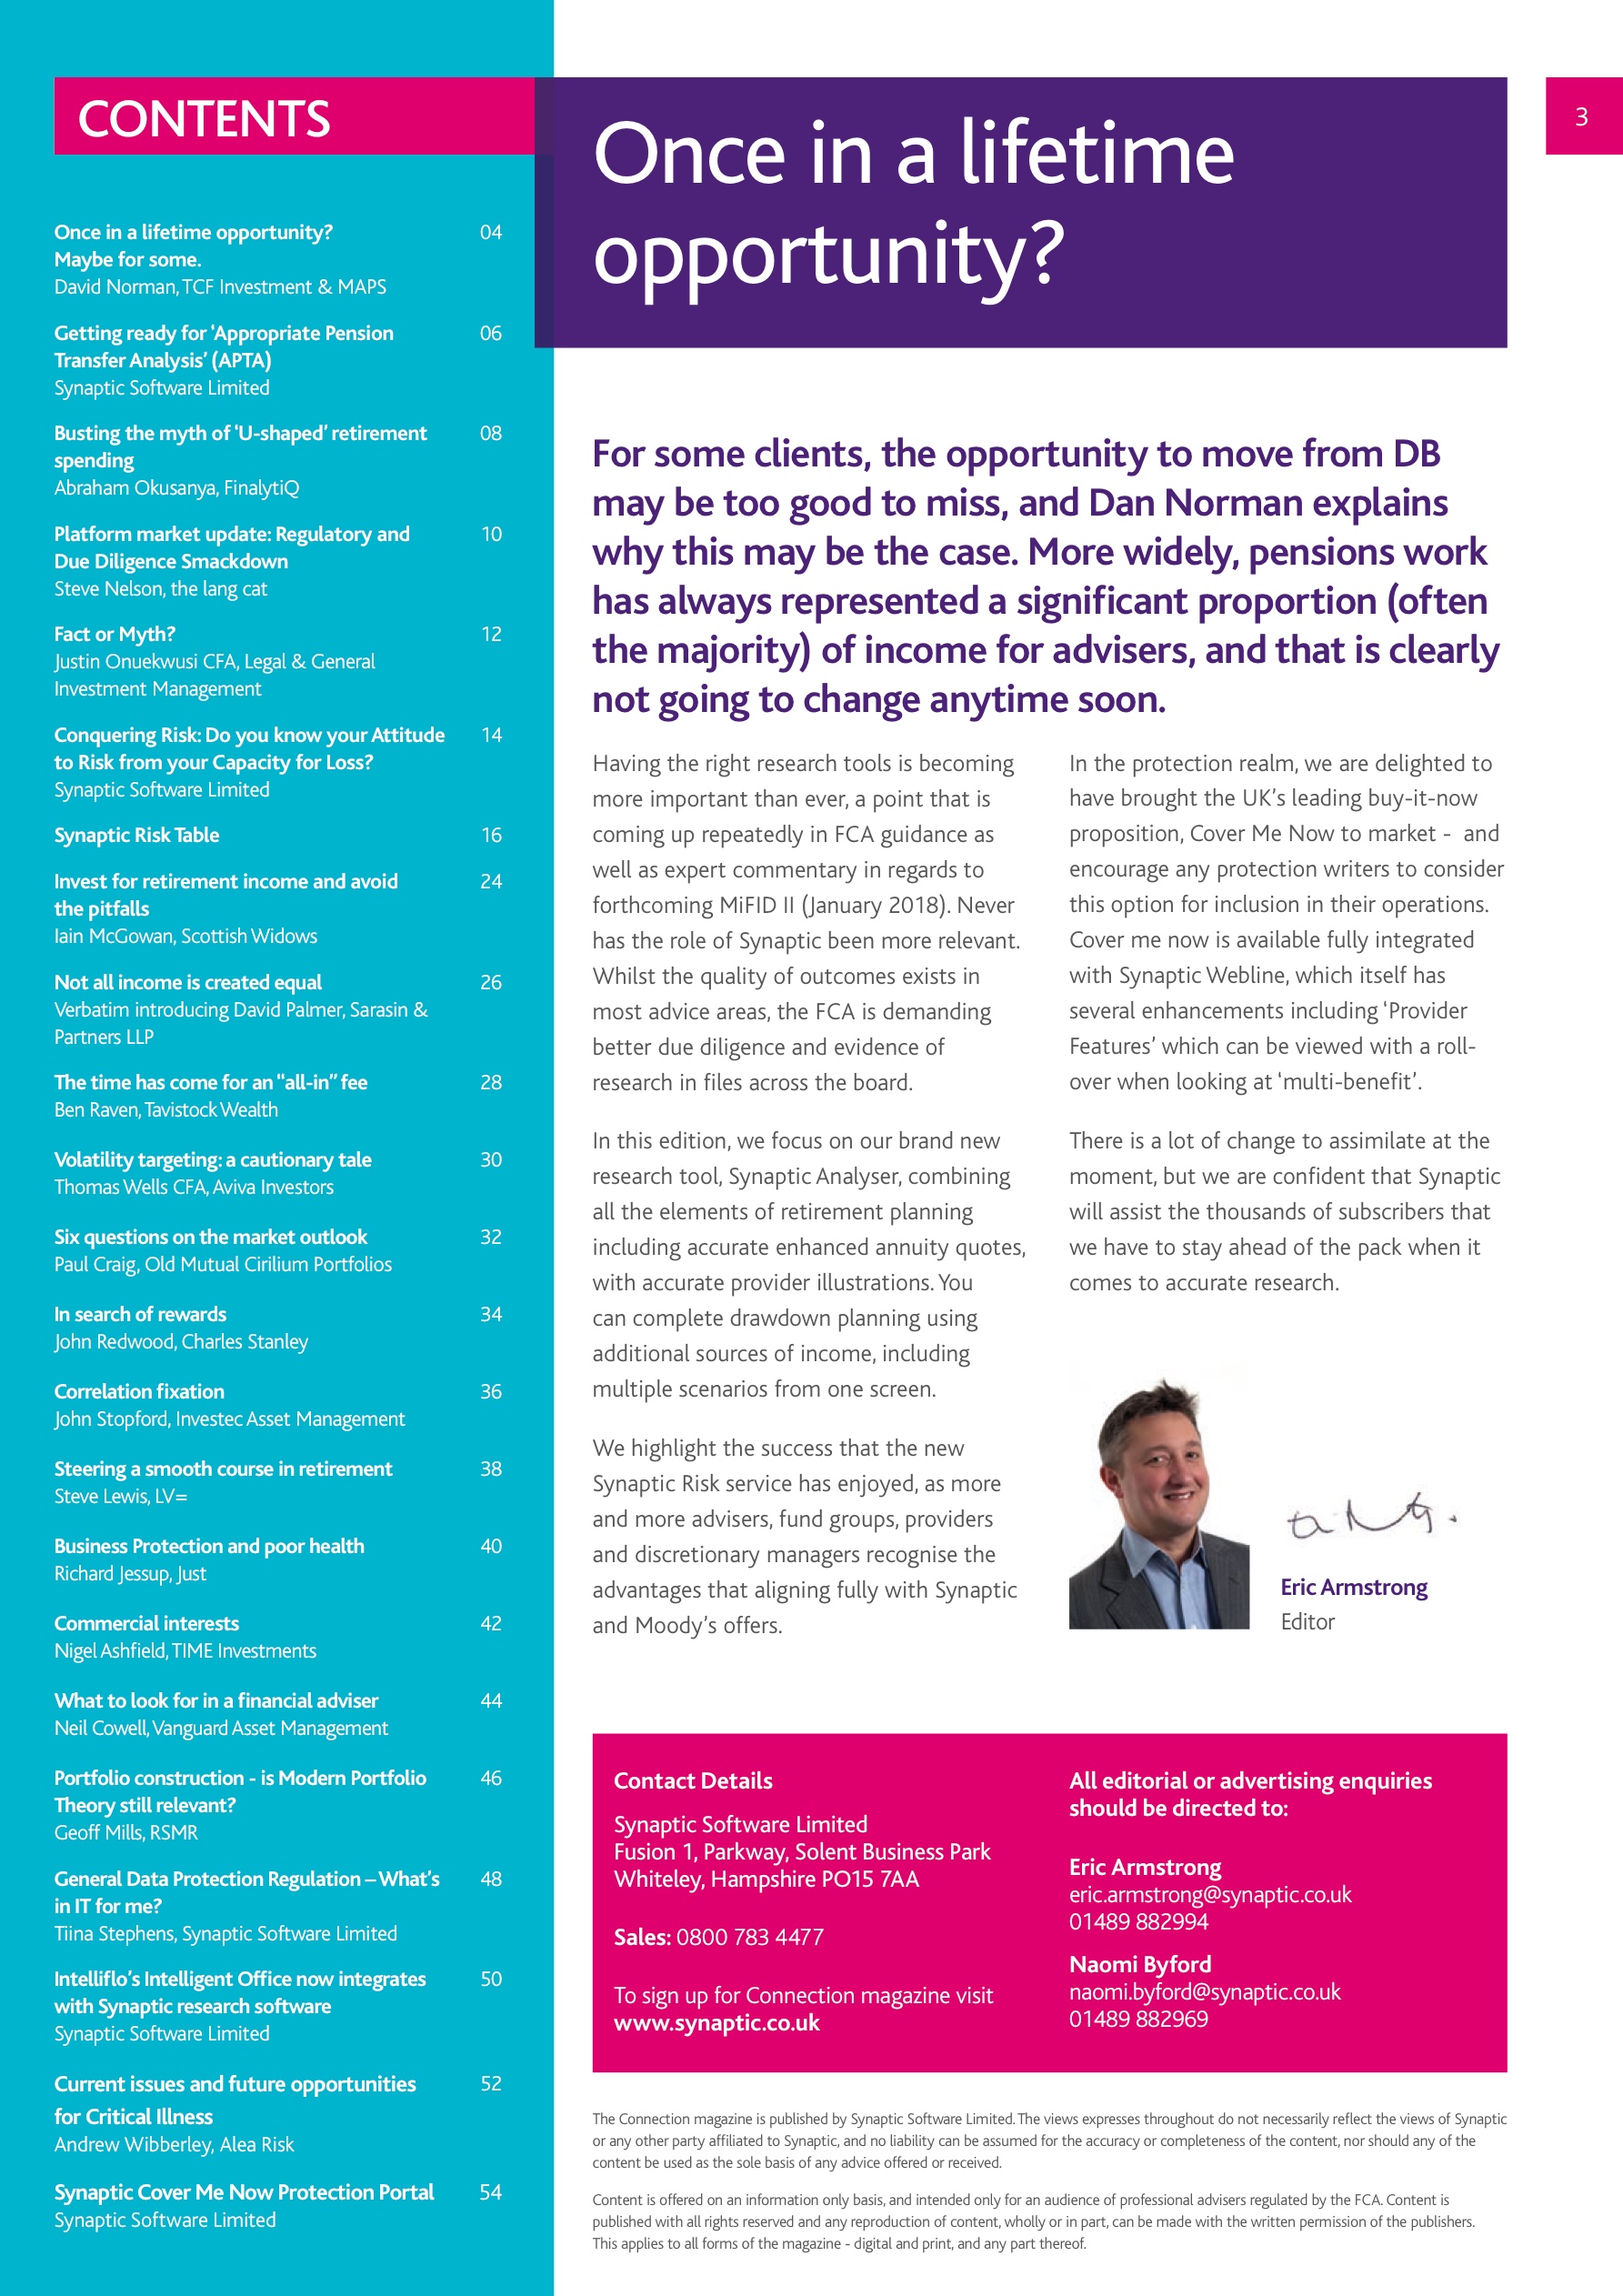 CONTENTS
Once in a lifetime opportunity? 04
Maybe for some.
David Norman, TCF Investment & MAPS
Getting ready for ‘Appropriate Pension 06
Transfer Analysis’ (APTA)
Synaptic Software Limited
Busting the myth of ‘U-shaped’ retirement 08
spending
Abraham Okusanya, FinalytiQ
Platform market update: Regulatory and 10
Due Diligence Smackdown
Steve Nelson, the lang cat
Fact or Myth? 12
Justin Onuekwusi CFA, Legal & General
Investment Management
Conquering Risk: Do you know your Attitude 14
to Risk from your Capacity for Loss?
Synaptic Software Limited
Synaptic Risk Table 16
Invest for retirement income and avoid 24
the pitfalls
Iain McGowan, Scottish Widows
Not all income is created equal 26
Verbatim introducing David Palmer, Sarasin &
Partners LLP
The time has come for an “all-in” fee 28
Ben Raven, Tavistock Wealth
Volatility targeting: a cautionary tale 30
Thomas Wells CFA, Aviva Investors
Six questions on the market outlook 32
Paul Craig, Old Mutual Cirilium Portfolios
In search of rewards 34
John Redwood, Charles Stanley
Correlation fixation 36
John Stopford, Investec Asset Management
Steering a smooth course in retirement 38
Steve Lewis, LV=
Business Protection and poor health 40
Richard Jessup, Just
Commercial interests 42
Nigel Ashfield, TIME Investments
What to look for in a financial adviser 44
Neil Cowell, Vanguard Asset Management
Portfolio construction - is Modern Portfolio 46
Theory still relevant?
Geoff Mills, RSMR
General Data Protection Regulation – What’s 48
in IT for me?
Tiina Stephens, Synaptic Software Limited
Intelliflo’s Intelligent Office now integrates 50
with Synaptic research software
Synaptic Software Limited
Current issues and future opportunities 52
for Critical Illness
Andrew Wibberley, Alea Risk
Synaptic Cover Me Now Protection Portal 54
Synaptic Software Limited
Once in a lifetime
opportunity?
3
For some clients, the opportunity to move from DB
may be too good to miss, and Dan Norman explains
why this may be the case. More widely, pensions work
has always represented a significant proportion (often
the majority) of income for advisers, and that is clearly
not going to change anytime soon.
Having the right research tools is becoming
more important than ever, a point that is
coming up repeatedly in FCA guidance as
well as expert commentary in regards to
forthcoming MiFID II (January 2018). Never
has the role of Synaptic been more relevant.
Whilst the quality of outcomes exists in
most advice areas, the FCA is demanding
better due diligence and evidence of
research in files across the board.
In this edition, we focus on our brand new
research tool, Synaptic Analyser, combining
all the elements of retirement planning
including accurate enhanced annuity quotes,
with accurate provider illustrations. You
can complete drawdown planning using
additional sources of income, including
multiple scenarios from one screen.
We highlight the success that the new
Synaptic Risk service has enjoyed, as more
and more advisers, fund groups, providers
and discretionary managers recognise the
advantages that aligning fully with Synaptic
and Moody’s offers.
In the protection realm, we are delighted to
have brought the UK’s leading buy-it-now
proposition, Cover Me Now to market - and
encourage any protection writers to consider
this option for inclusion in their operations.
Cover me now is available fully integrated
with Synaptic Webline, which itself has
several enhancements including ‘Provider
Features’ which can be viewed with a roll-
over when looking at ‘multi-benefit’.
There is a lot of change to assimilate at the
moment, but we are confident that Synaptic
will assist the thousands of subscribers that
we have to stay ahead of the pack when it
comes to accurate research.
Eric Armstrong
Editor
Contact Details
Synaptic Software Limited
Fusion 1, Parkway, Solent Business Park
Whiteley, Hampshire PO15 7AA
Sales: 0800 783 4477
To sign up for Connection magazine visit
www.synaptic.co.uk
All editorial or advertising enquiries
should be directed to:
Eric Armstrong
eric.armstrong@synaptic.co.uk
01489 882994
Naomi Byford
naomi.byford@synaptic.co.uk
01489 882969
The Connection magazine is published by Synaptic Software Limited. The views expresses throughout do not necessarily reflect the views of Synaptic
or any other party affiliated to Synaptic, and no liability can be assumed for the accuracy or completeness of the content, nor should any of the
content be used as the sole basis of any advice offered or received.
Content is offered on an information only basis, and intended only for an audience of professional advisers regulated by the FCA. Content is
published with all rights reserved and any reproduction of content, wholly or in part, can be made with the written permission of the publishers.
This applies to all forms of the magazine - digital and print, and any part thereof.